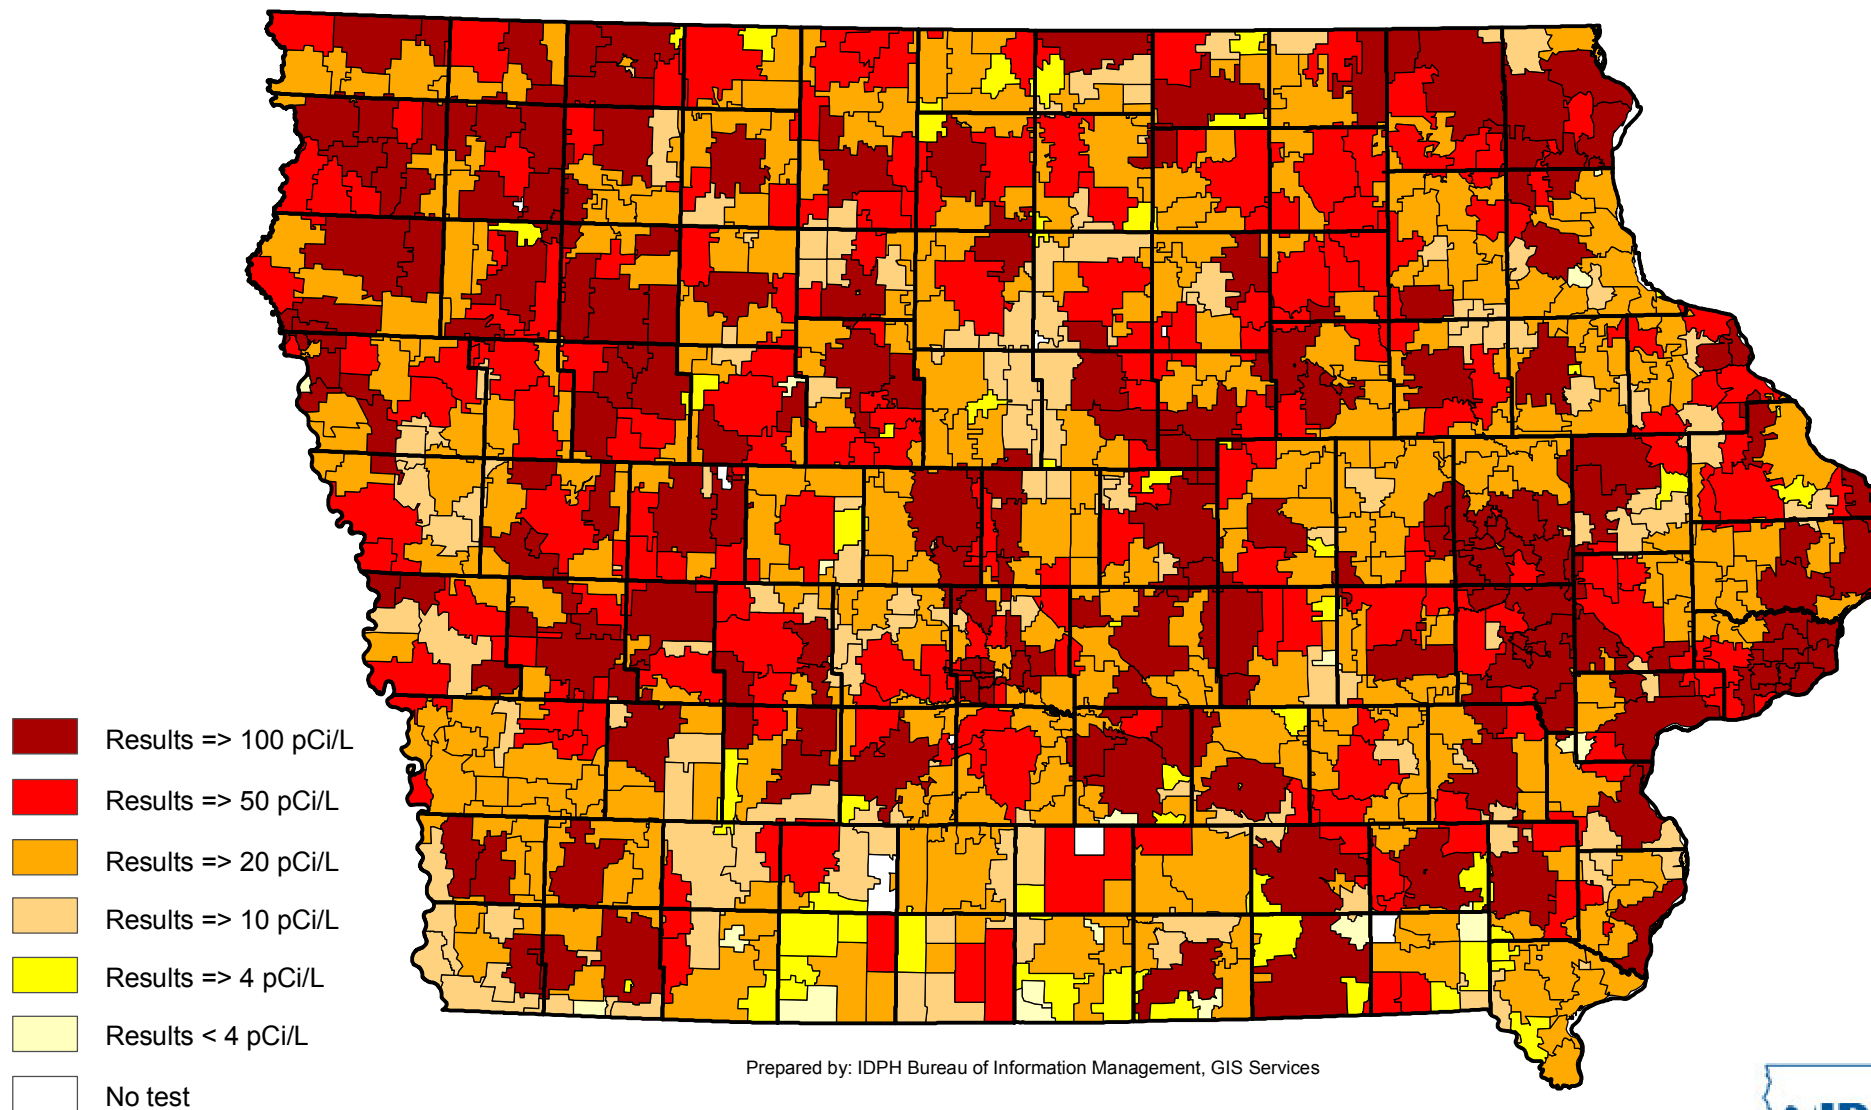 Results => 100 pCi/L
Results => 50 pCi/L
Results => 20 pCi/L
Results => 10 pCi/L
Results => 4 pCi/L
Results < 4 pCi/L
No test
Prepared by: IDPH Bureau of Information Management, GIS Services